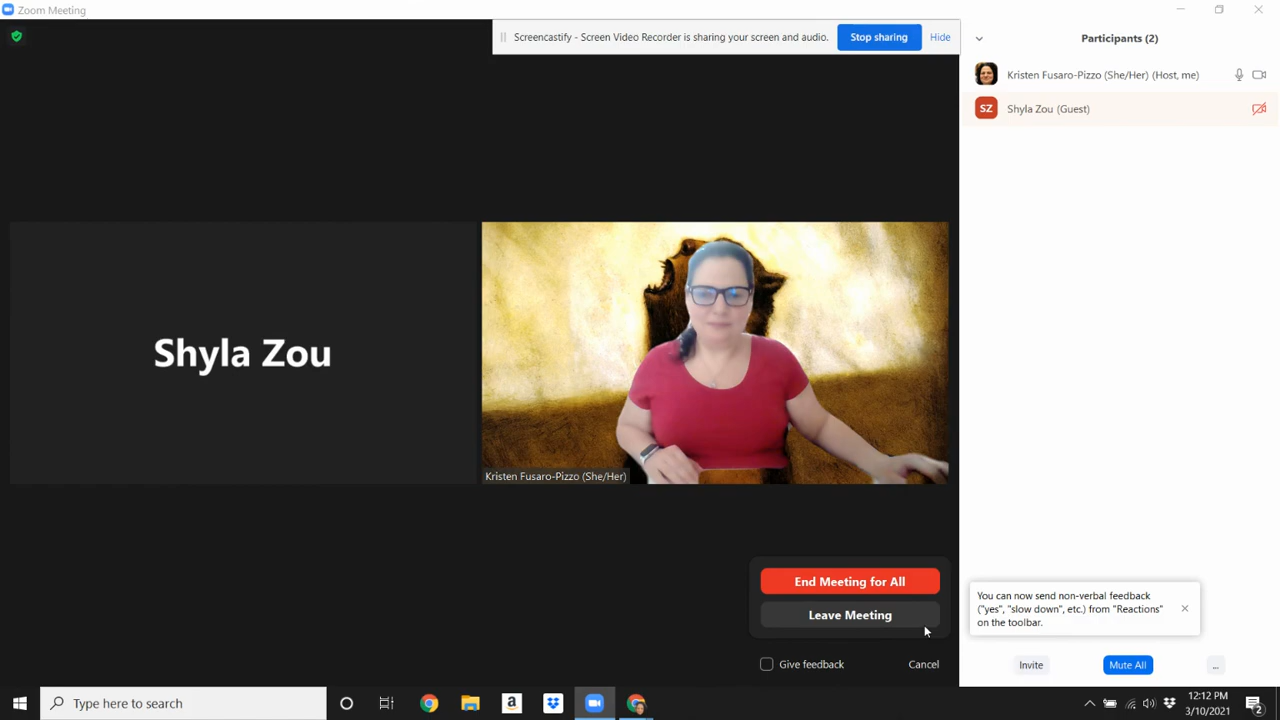 Zoom Meeting
Screencastify - Screen Video Recorder is sharing your screen and audio.
Stop sharing
Hide
Participants (2)
Kristen Fusaro-Pizzo (She/Her) (Host, me)
SZ
Shyla Zou (Guest)
Shyla Zou
Kristen Fusaro-Pizzo (She/Her)
End Meeting for All
Leave Meeting
Give feedback
Cancel
You can now send non-verbal feedback
("yes", "slow down", etc.) from "Reactions"
on the toolbar.
Invite
Mute All
...
Type here to search
a
12:12 PM
3/10/2021
2